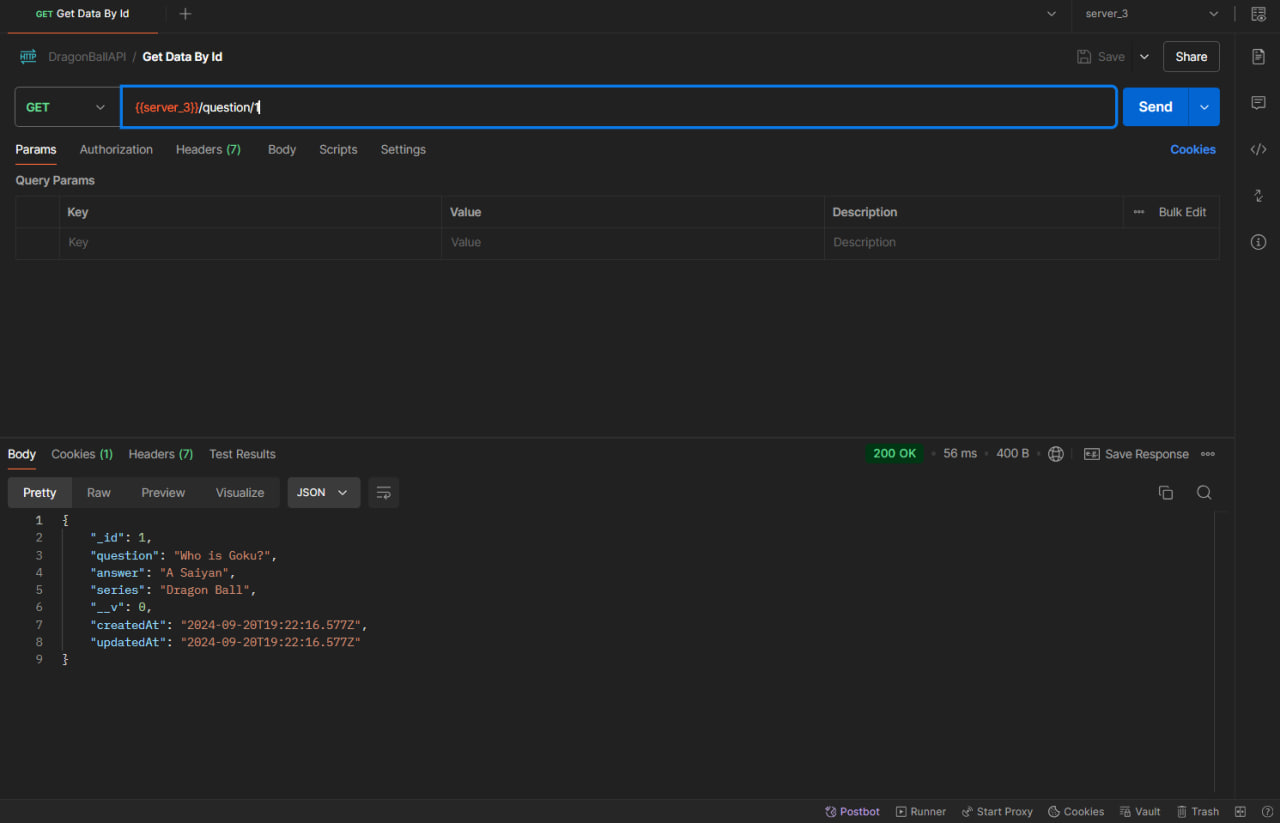 GET Get Data By Id
server_3
HTTP DragonBallAPI / Get Data By Id
Save
Share
GET
{{server_3}}/question/1
Send
Params Authorization Headers (7) Body Scripts Settings
Cookies
Query Params
Key Value Description
Bulk Edit
Key Value Description
Body Cookies (1) Headers (7) Test Results
200 OK • 56 ms • 400 B •
e.g. Save Response
Pretty Raw Preview Visualize JSON
1 {
2 "_id": 1,
3 "question": "Who is Goku?",
4 "answer": "A Saiyan",
5 "series": "Dragon Ball",
6 "__v": 0,
7 "createdAt": "2024-09-20T19:22:16.577Z",
8 "updatedAt": "2024-09-20T19:22:16.577Z"
9 }
Postbot Runner Start Proxy Cookies Vault Trash